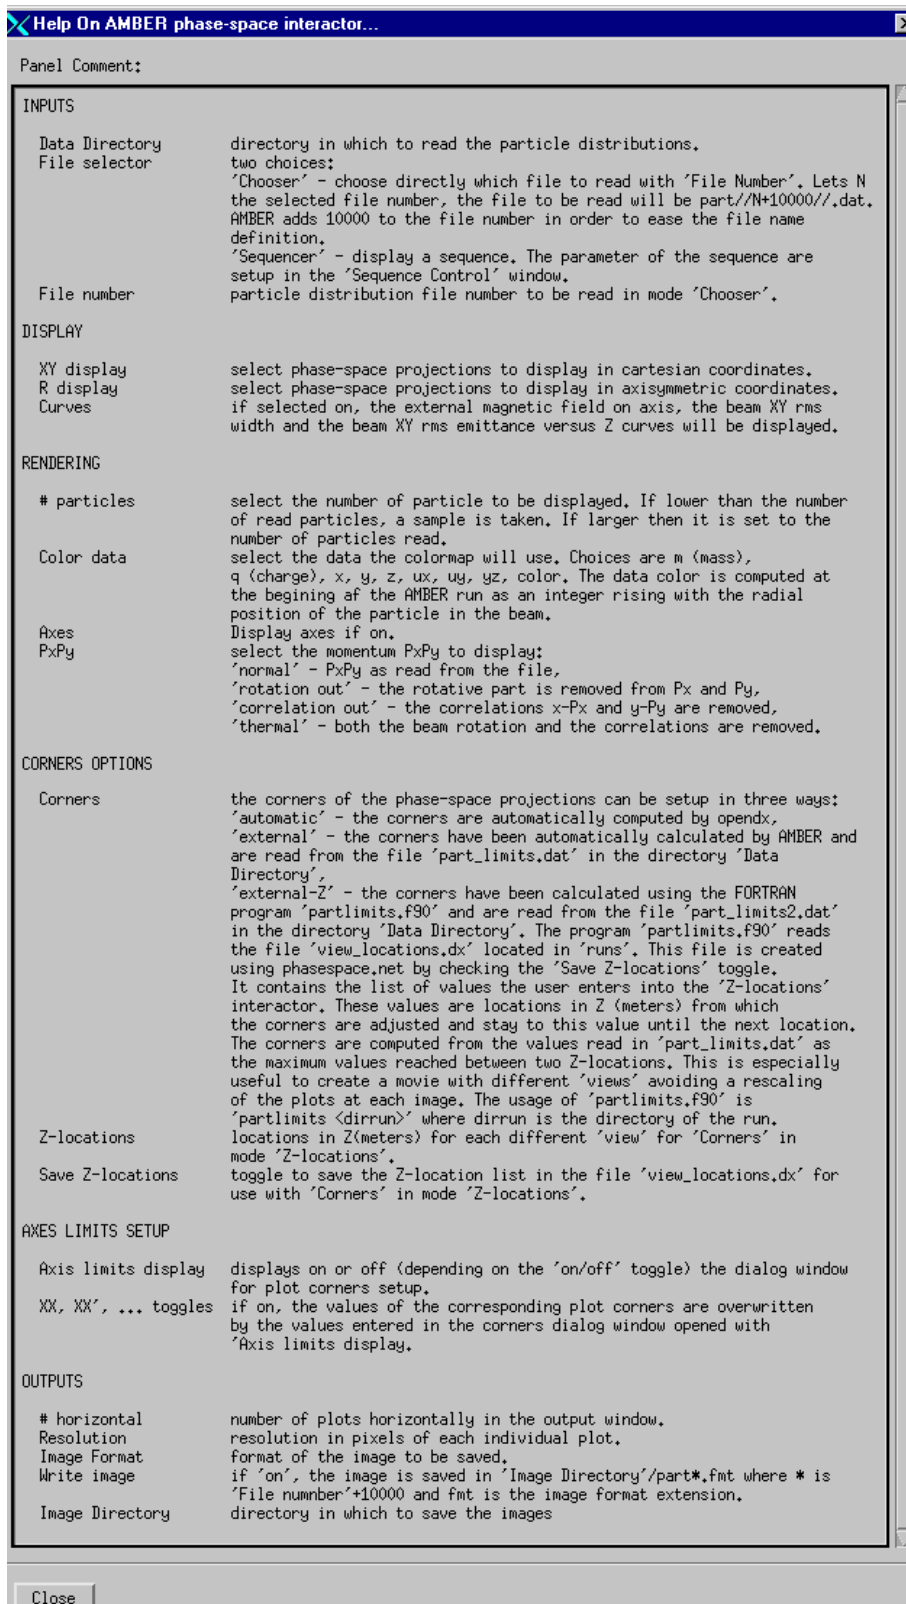 Help On AMBER phase-space interactor...
Panel Comment:
INPUTS
Data Directory directory in which to read the particle distributions.
File selector two choices:
'Chooser' - choose directly which file to read with 'File Number'. Lets N
the selected file number, the file to be read will be part//N+10000//.dat.
AMBER adds 10000 to the file number in order to ease the file name
definition.
'Sequencer' - display a sequence. The parameter of the sequence are
setup in the 'Sequence Control' window.
File number particle distribution file number to be read in mode 'Chooser'.
DISPLAY
XY display select phase-space projections to display in cartesian coordinates.
R display select phase-space projections to display in axisymmetric coordinates.
Curves if selected on, the external magnetic field on axis, the beam XY rms
width and the beam XY rms emittance versus Z curves will be displayed.
RENDERING
# particles select the number of particle to be displayed. If lower than the number
of read particles, a sample is taken. If larger then it is set to the
number of particles read.
Color data select the data the colormap will use. Choices are m (mass),
q (charge), x, y, z, ux, uy, yz, color. The data color is computed at
the begining af the AMBER run as an integer rising with the radial
position of the particle in the beam.
Axes Display axes if on.
PxPy select the momentum PxPy to display:
'normal' - PxPy as read from the file,
'rotation out' - the rotative part is removed from Px and Py,
'correlation out' - the correlations x-Px and y-Py are removed,
'thermal' - both the beam rotation and the correlations are removed.
CORNERS OPTIONS
Corners the corners of the phase-space projections can be setup in three ways:
'automatic' - the corners are automatically computed by opendx,
'external' - the corners have been automatically calculated by AMBER and
are read from the file 'part_limits.dat' in the directory 'Data
Directory',
'external-Z' - the corners have been calculated using the FORTRAN
program 'partlimits.f90' and are read from the file 'part_limits2.dat'
in the directory 'Data Directory'. The program 'partlimits.f90' reads
the file 'view_locations.dx' located in 'runs'. This file is created
using phasespace.net by checking the 'Save Z-locations' toggle.
It contains the list of values the user enters into the 'Z-locations'
interactor. These values are locations in Z (meters) from which
the corners are adjusted and stay to this value until the next location.
The corners are computed from the values read in 'part_limits.dat' as
the maximum values reached between two Z-locations. This is especially
useful to create a movie with different 'views' avoiding a rescaling
of the plots at each image. The usage of 'partlimits.f90' is
'partlimits <dirrun>' where dirrun is the directory of the run.
Z-locations locations in Z(meters) for each different 'view' for 'Corners' in
mode 'Z-locations'.
Save Z-locations toggle to save the Z-location list in the file 'view_locations.dx' for
use with 'Corners' in mode 'Z-locations'.
AXES LIMITS SETUP
Axis limits display displays on or off (depending on the 'on/off' toggle) the dialog window
for plot corners setup.
XX, XX', ... toggles if on, the values of the corresponding plot corners are overwritten
by the values entered in the corners dialog window opened with
'Axis limits display.
OUTPUTS
# horizontal number of plots horizontally in the output window.
Resolution resolution in pixels of each individual plot.
Image Format format of the image to be saved.
Write image if 'on', the image is saved in 'Image Directory'/part*.fmt where * is
'File numnber'+10000 and fmt is the image format extension.
Image Directory directory in which to save the images
Close